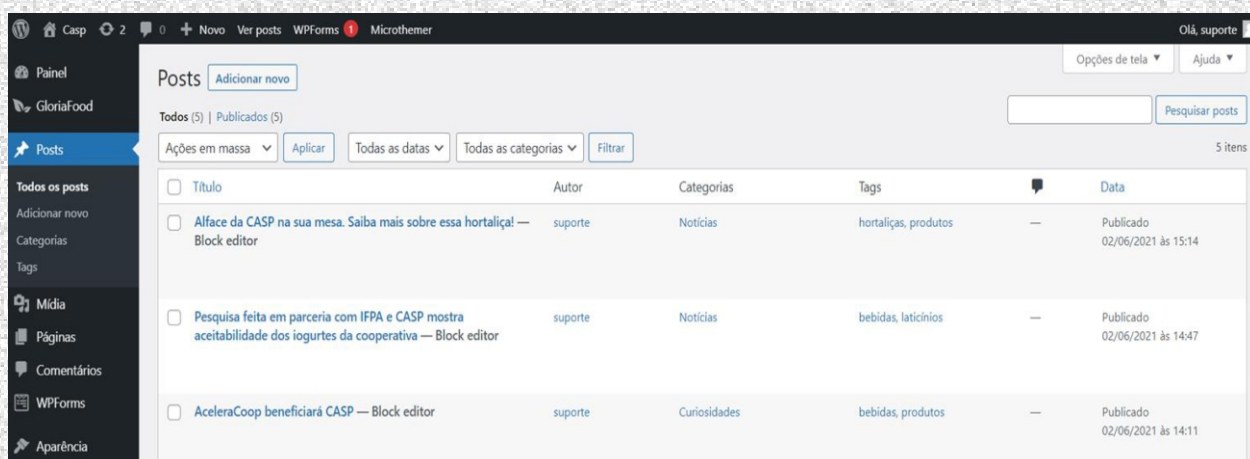 Casp 2 0 + Novo Ver posts WPForms 1 Microthemer Olá, suporte
Opções de tela Ajuda
Painel
GloriaFood
Posts
Todos os posts
Adicionar novo
Categorias
Tags
Mídia
Páginas
Comentários
WPForms
Aparência
Posts Adicionar novo
Todos (5) | Publicados (5)
Pesquisar posts
Ações em massa Aplicar Todas as datas Todas as categorias Filtrar 5 itens
Título Autor Categorias Tags Data
Alface da CASP na sua mesa. Saiba mais sobre essa hortaliça! — suporte Notícias hortaliças, produtos — Publicado
Block editor 02/06/2021 às 15:14
Pesquisa feita em parceria com IFPA e CASP mostra suporte Notícias bebidas, laticínios — Publicado
aceitabilidade dos iogurtes da cooperativa — Block editor 02/06/2021 às 14:47
AceleraCoop beneficiará CASP — Block editor suporte Curiosidades bebidas, produtos — Publicado
02/06/2021 às 14:11